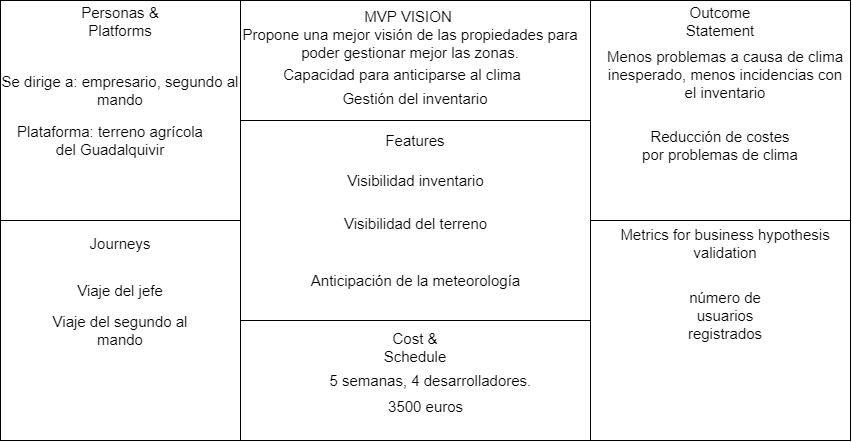 Personas &
Platforms
Se dirige a: empresario, segundo al
mando
Plataforma: terreno agrícola
del Guadalquivir
MVP VISION
Propone una mejor visión de las propiedades para
poder gestionar mejor las zonas.
Capacidad para anticiparse al clima
Gestión del inventario
Outcome
Statement
Menos problemas a causa de clima
inesperado, menos incidencias con
el inventario
Reducción de costes
por problemas de clima
Features
Visibilidad inventario
Visibilidad del terreno
Anticipación de la meteorología
Journeys
Viaje del jefe
Viaje del segundo al
mando
Metrics for business hypothesis
validation
número de
usuarios
registrados
Cost &
Schedule
5 semanas, 4 desarrolladores.
3500 euros